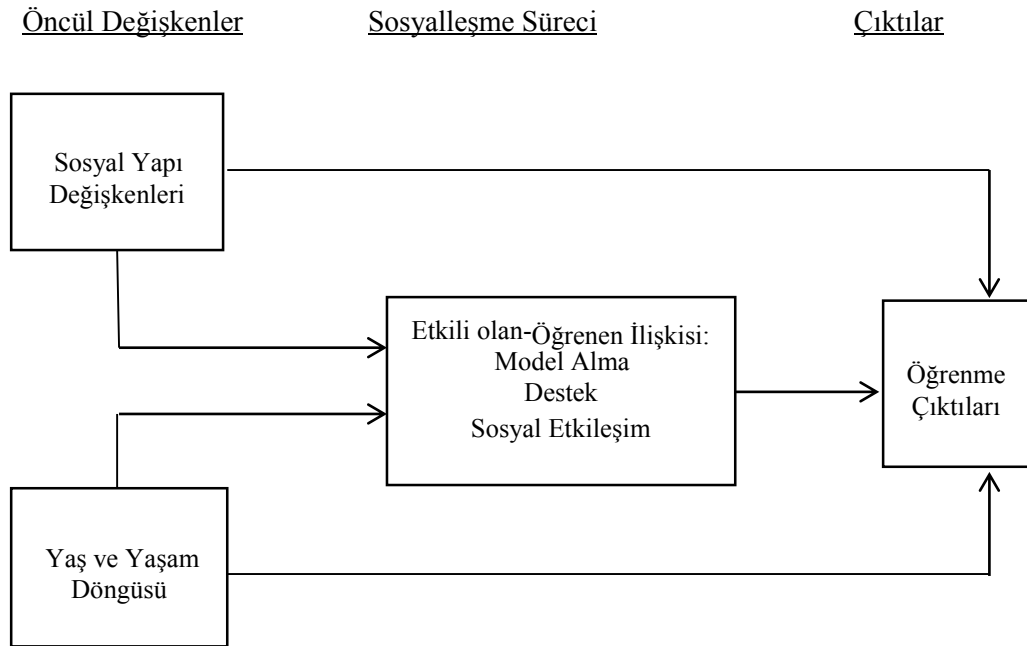 Öncül Değişkenler
Sosyalleşme Süreci
Çıktılar
Sosyal Yapı
Değişkenleri
Etkili olan-Öğrenen İlişkisi:
Model Alma
Destek
Sosyal Etkileşim
Öğrenme
Çıktıları
Yaş ve Yaşam
Döngüsü